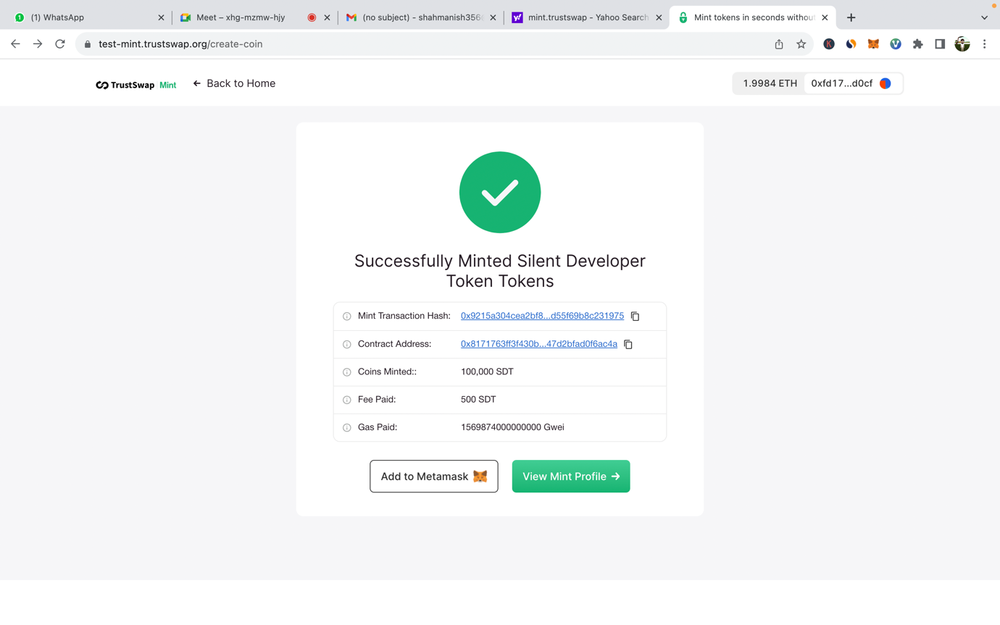 (1) WhatsApp
Meet – xhg-mzmw-hjy
(no subject) - shahmanish356
mint.trustswap - Yahoo Search
Mint tokens in seconds without
test-mint.trustswap.org/create-coin
TrustSwap Mint
Back to Home
1.9984 ETH
0xfd17...d0cf
Successfully Minted Silent Developer
Token Tokens
Mint Transaction Hash: 0x9215a304cea2bf8...d55f69b8c231975
Contract Address: 0x8171763ff3f430b...47d2bfad0f6ac4a
Coins Minted:: 100,000 SDT
Fee Paid: 500 SDT
Gas Paid: 1569874000000000 Gwei
Add to Metamask
View Mint Profile